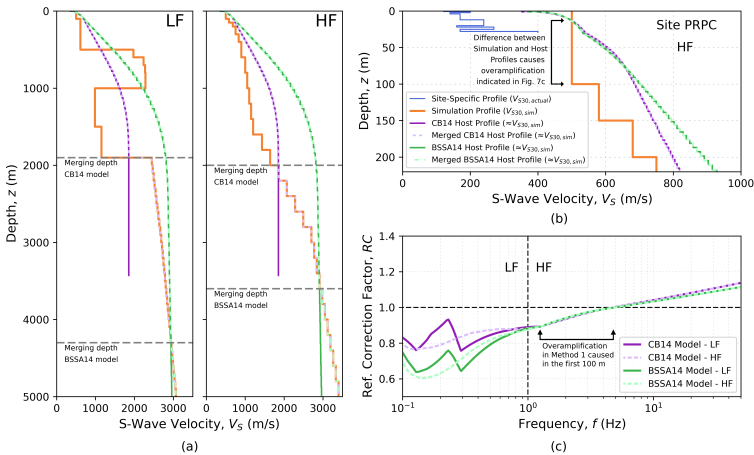 LF
HF
0
1000
2000
3000
4000
5000
Depth, z (m)
Merging depth
CB14 model
Merging depth
BSSA14 model
Merging depth
CB14 model
Merging depth
BSSA14 model
0
1000
2000
3000
0
1000
2000
3000
S-Wave Velocity, VS (m/s)
(a)
Site PRPC
HF
0
50
100
150
200
Depth, z (m)
Difference between
Simulation and Host
Profiles causes
overamplification
indicated in Fig. 7c
Site-Specific Profile (VS30,actual)
Simulation Profile (VS30,sim)
CB14 Host Profile (≈VS30,sim)
Merged CB14 Host Profile (≈VS30,sim)
BSSA14 Host Profile (≈VS30,sim)
Merged BSSA14 Host Profile (≈VS30,sim)
0
200
400
600
800
1000
S-Wave Velocity, VS (m/s)
(b)
1.4
1.2
1.0
0.8
0.6
Ref. Correction Factor, RC
LF
HF
Overamplification
in Method 1 caused
in the first 100 m
CB14 Model - LF
CB14 Model - HF
BSSA14 Model - LF
BSSA14 Model - HF
10−1
100
101
Frequency, f (Hz)
(c)